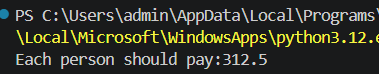 PS C:\Users\admin\AppData\Local\Programs\
\Local\Microsoft\WindowsApps\python3.12.e
Each person should pay:312.5